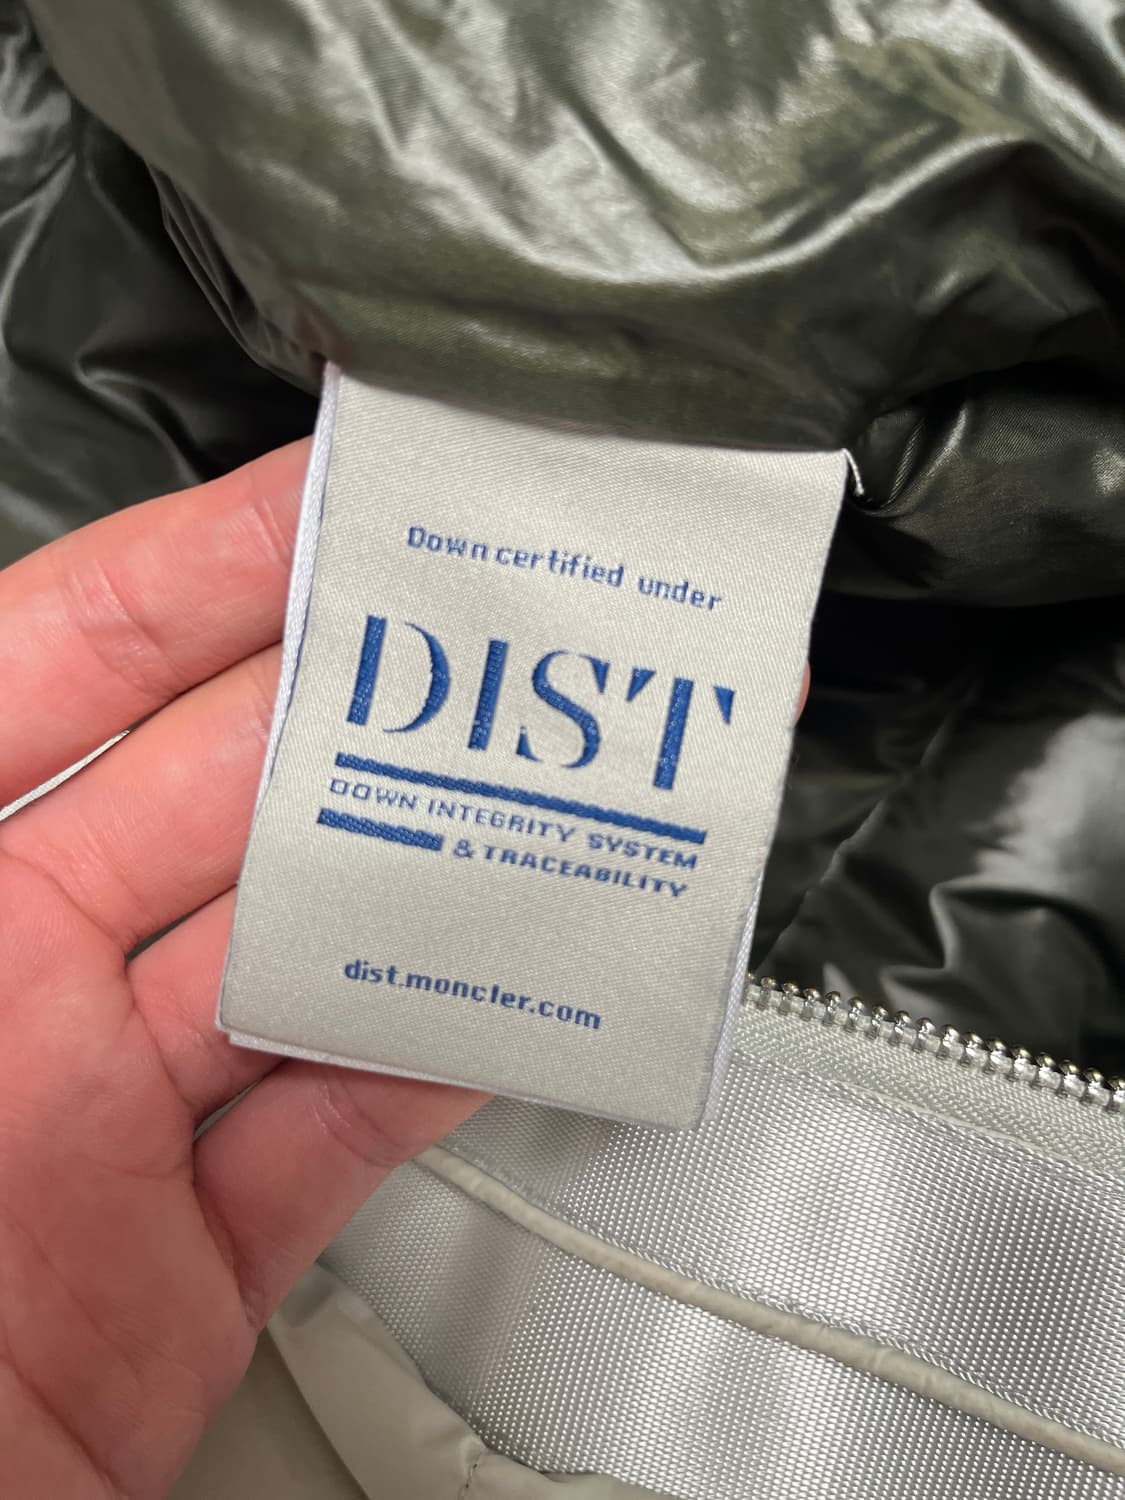 Down certified under
DIST
DOWN INTEGRITY SYSTEM
& TRACEABILITY
dist.moncler.com